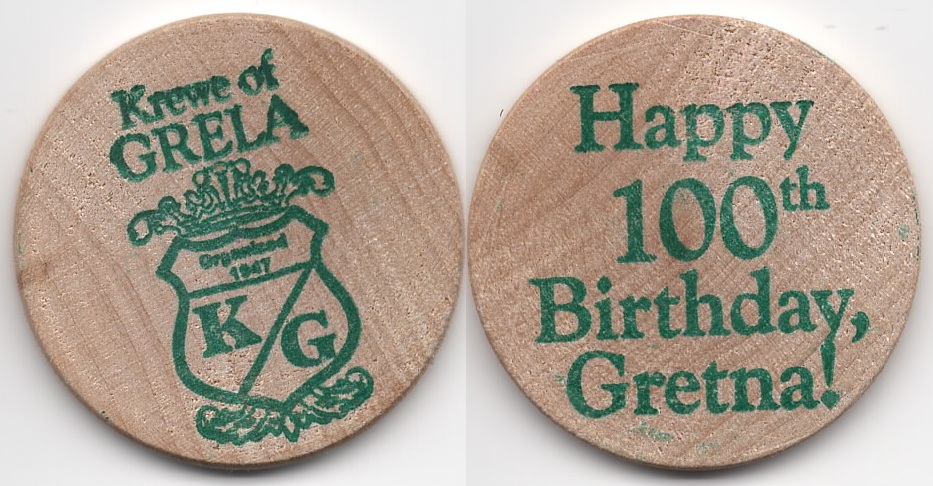 Krewe of
GRELA
Organized
1947
K G
Happy
100th
Birthday,
Gretna!